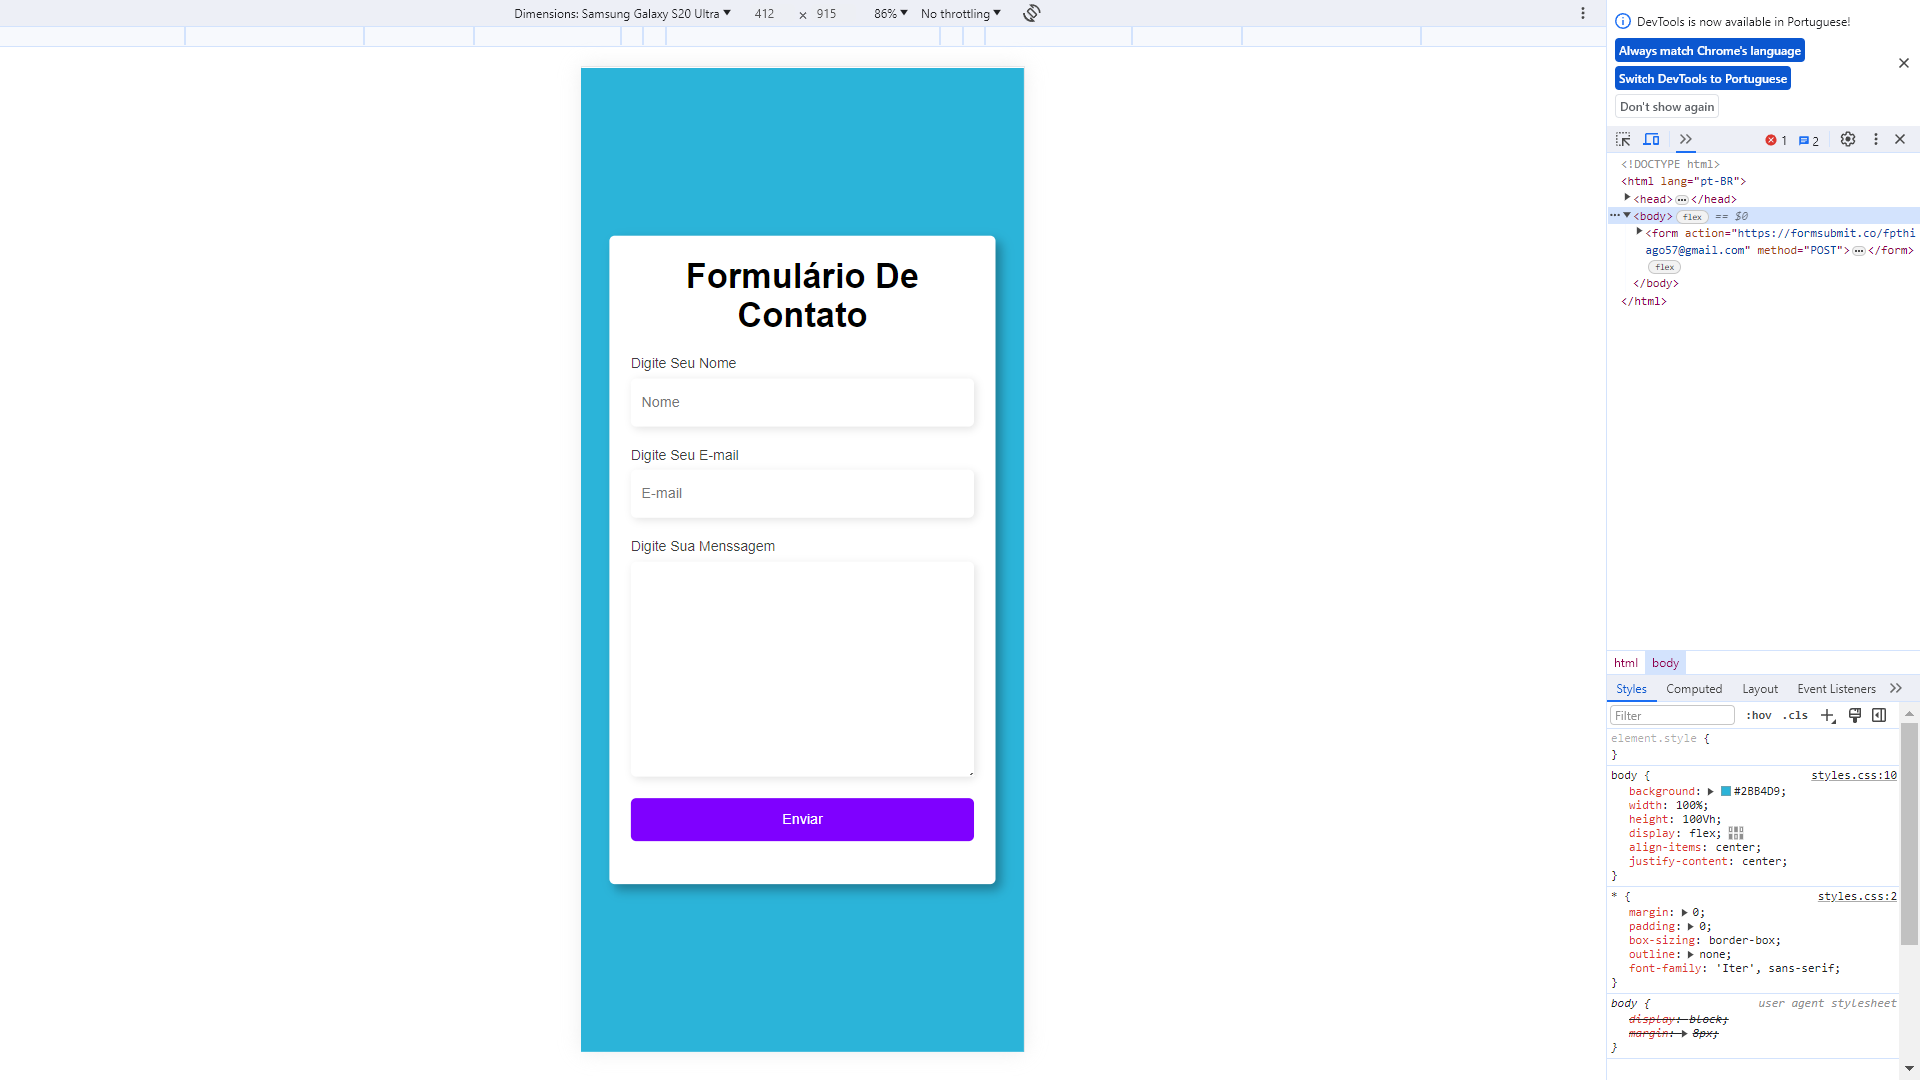 Dimensions: Samsung Galaxy S20 Ultra ▼ 412 × 915 86% ▼ No throttling ▼
Formulário De
Contato
Digite Seu Nome
Nome
Digite Seu E-mail
E-mail
Digite Sua Menssagem
Enviar
DevTools is now available in Portuguese!
Always match Chrome's language
Switch DevTools to Portuguese
Don't show again
1 2
<!DOCTYPE html>
<html lang="pt-BR">
<head> ⋯ </head>
<body> flex == $0
<form action="https://formsubmit.co/fpthi
ago57@gmail.com" method="POST"> ⋯ </form>
flex
</body>
</html>
html body
Styles Computed Layout Event Listeners
Filter :hov .cls
element.style {
}
body { styles.css:10
background: #2BB4D9;
width: 100%;
height: 100Vh;
display: flex;
align-items: center;
justify-content: center;
}
* { styles.css:2
margin: 0;
padding: 0;
box-sizing: border-box;
outline: none;
font-family: 'Iter', sans-serif;
}
body { user agent stylesheet
display: block;
margin: 8px;
}